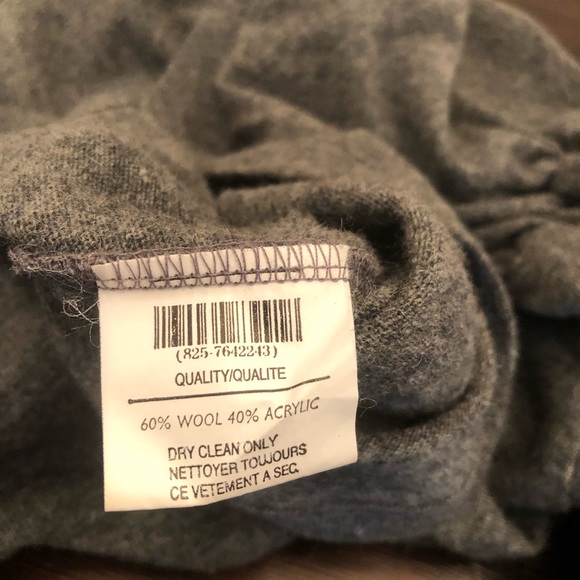 (825-7642243)
QUALITY/QUALITE
60% WOOL 40% ACRYLIC
DRY CLEAN ONLY
NETTOYER TOUJOURS
CE VETEMENT A SEC